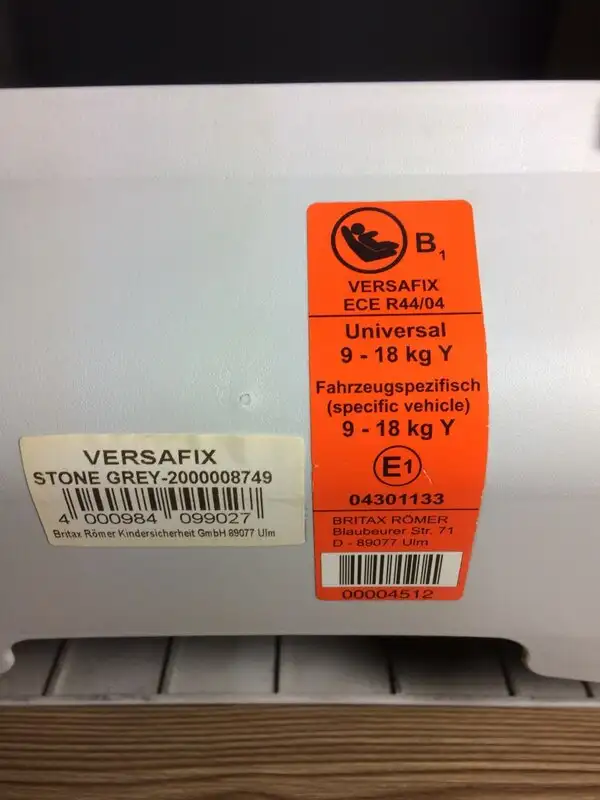 B1
VERSAFIX
ECE R44/04
Universal
9 - 18 kg Y
Fahrzeugspezifisch
(specific vehicle)
9 - 18 kg Y
E1
04301133
BRITAX RÖMER
Blaubeurer Str. 71
D - 89077 Ulm
00004512
VERSAFIX
STONE GREY-2000008749
4 000984 099027
Britax Römer Kindersicherheit GmbH 89077 Ulm